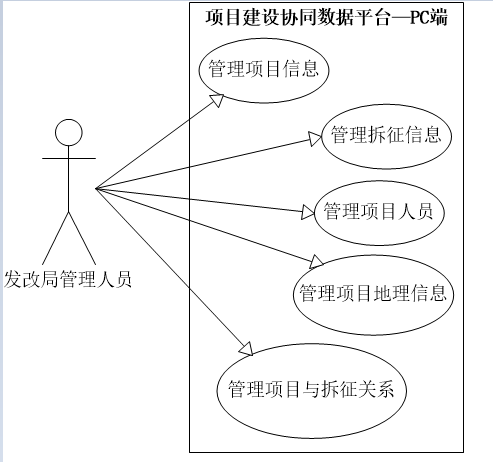 项目建设协同数据平台—PC端
管理项目信息
管理拆征信息
管理项目人员
发改局管理人员
管理项目地理信息
管理项目与拆征关系